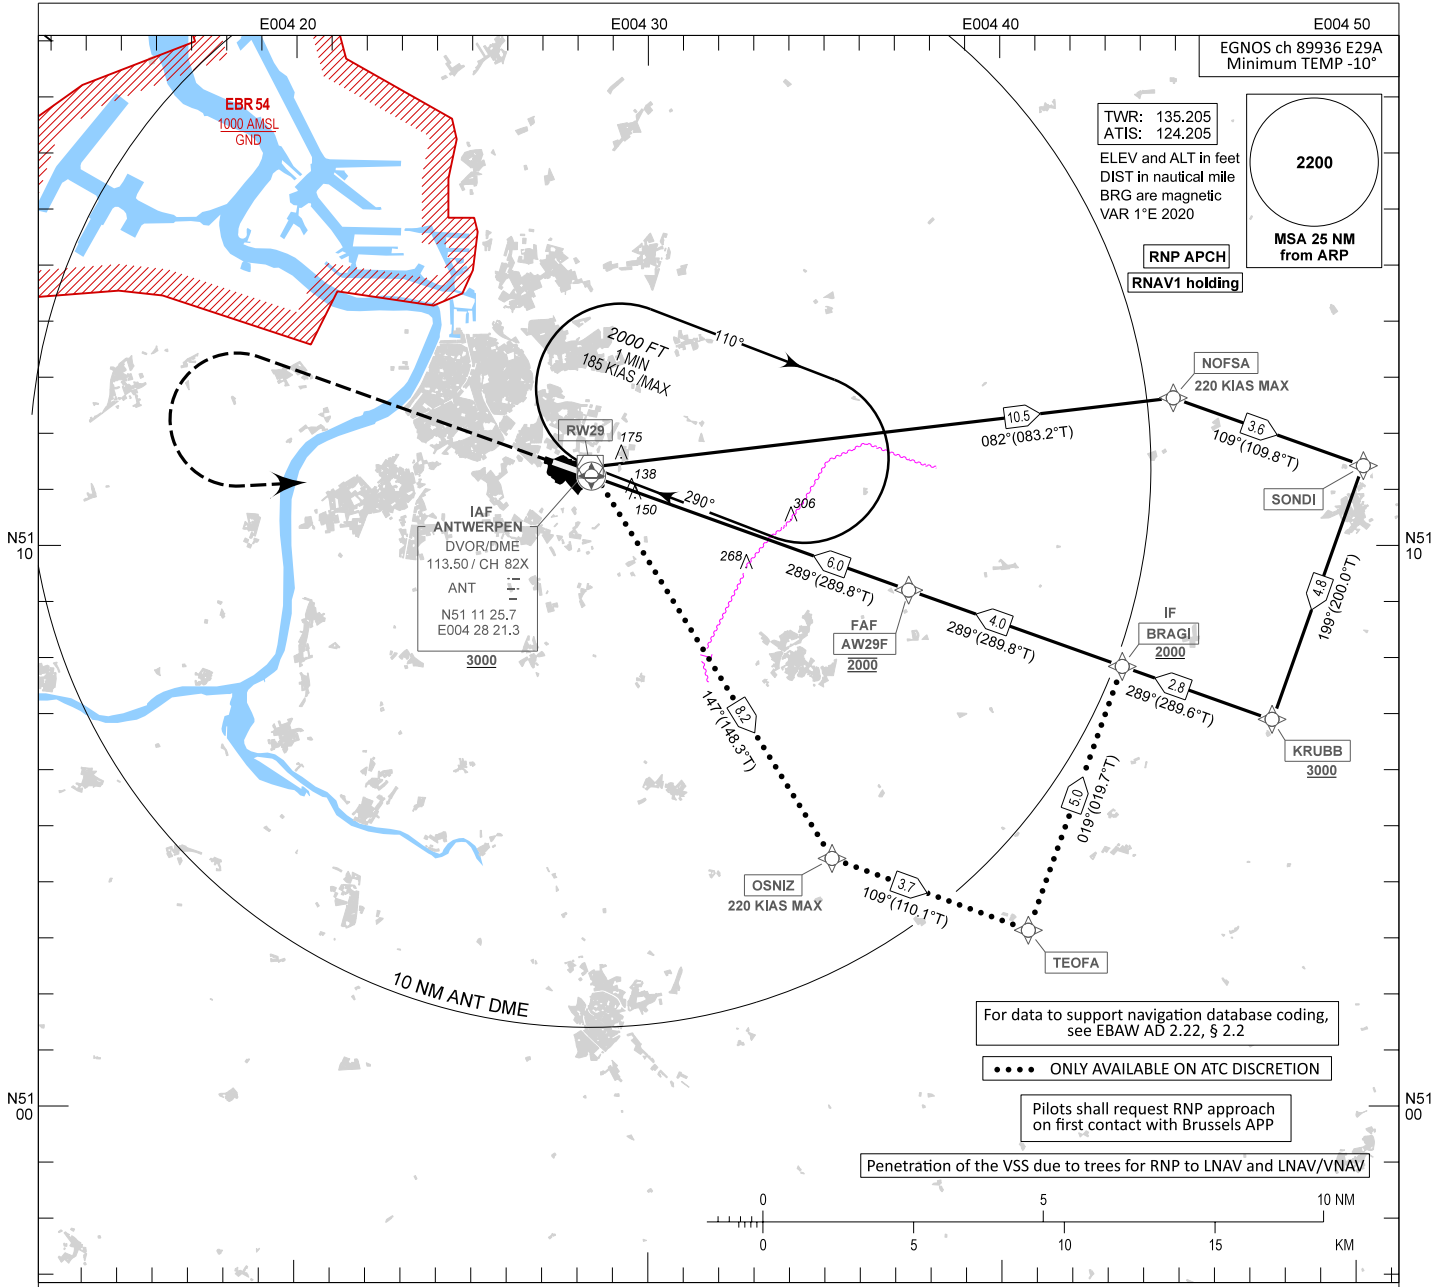 E004 20
E004 30
E004 40
E004 50
EGNOS ch 89936 E29A
Minimum TEMP -10°
EBR 54
1000 AMSL
GND
TWR: 135.205
ATIS: 124.205
ELEV and ALT in feet
DIST in nautical mile
BRG are magnetic
VAR 1°E 2020
2200
MSA 25 NM
from ARP
RNP APCH
RNAV1 holding
2000 FT
1 MIN
185 KIAS /MAX
110°
NOFSA
220 KIAS MAX
10.5
082°(083.2°T)
3.6
109°(109.8°T)
RW29
175
138
150
290°
306
268
SONDI
IAF
ANTWERPEN
DVOR/DME
113.50 / CH 82X
ANT
N51 11 25.7
E004 28 21.3
3000
N51
10
N51
10
6.0
289°(289.8°T)
4.8
199°(200.0°T)
FAF
AW29F
2000
4.0
289°(289.8°T)
IF
BRAGI
2000
2.8
289°(289.6°T)
KRUBB
3000
8.2
147°(148.3°T)
5.0
019°(019.7°T)
OSNIZ
220 KIAS MAX
3.7
109°(110.1°T)
TEOFA
10 NM ANT DME
For data to support navigation database coding,
see EBAW AD 2.22, § 2.2
ONLY AVAILABLE ON ATC DISCRETION
N51
00
N51
00
Pilots shall request RNP approach
on first contact with Brussels APP
Penetration of the VSS due to trees for RNP to LNAV and LNAV/VNAV
0 5 10 NM
0 5 10 15 KM